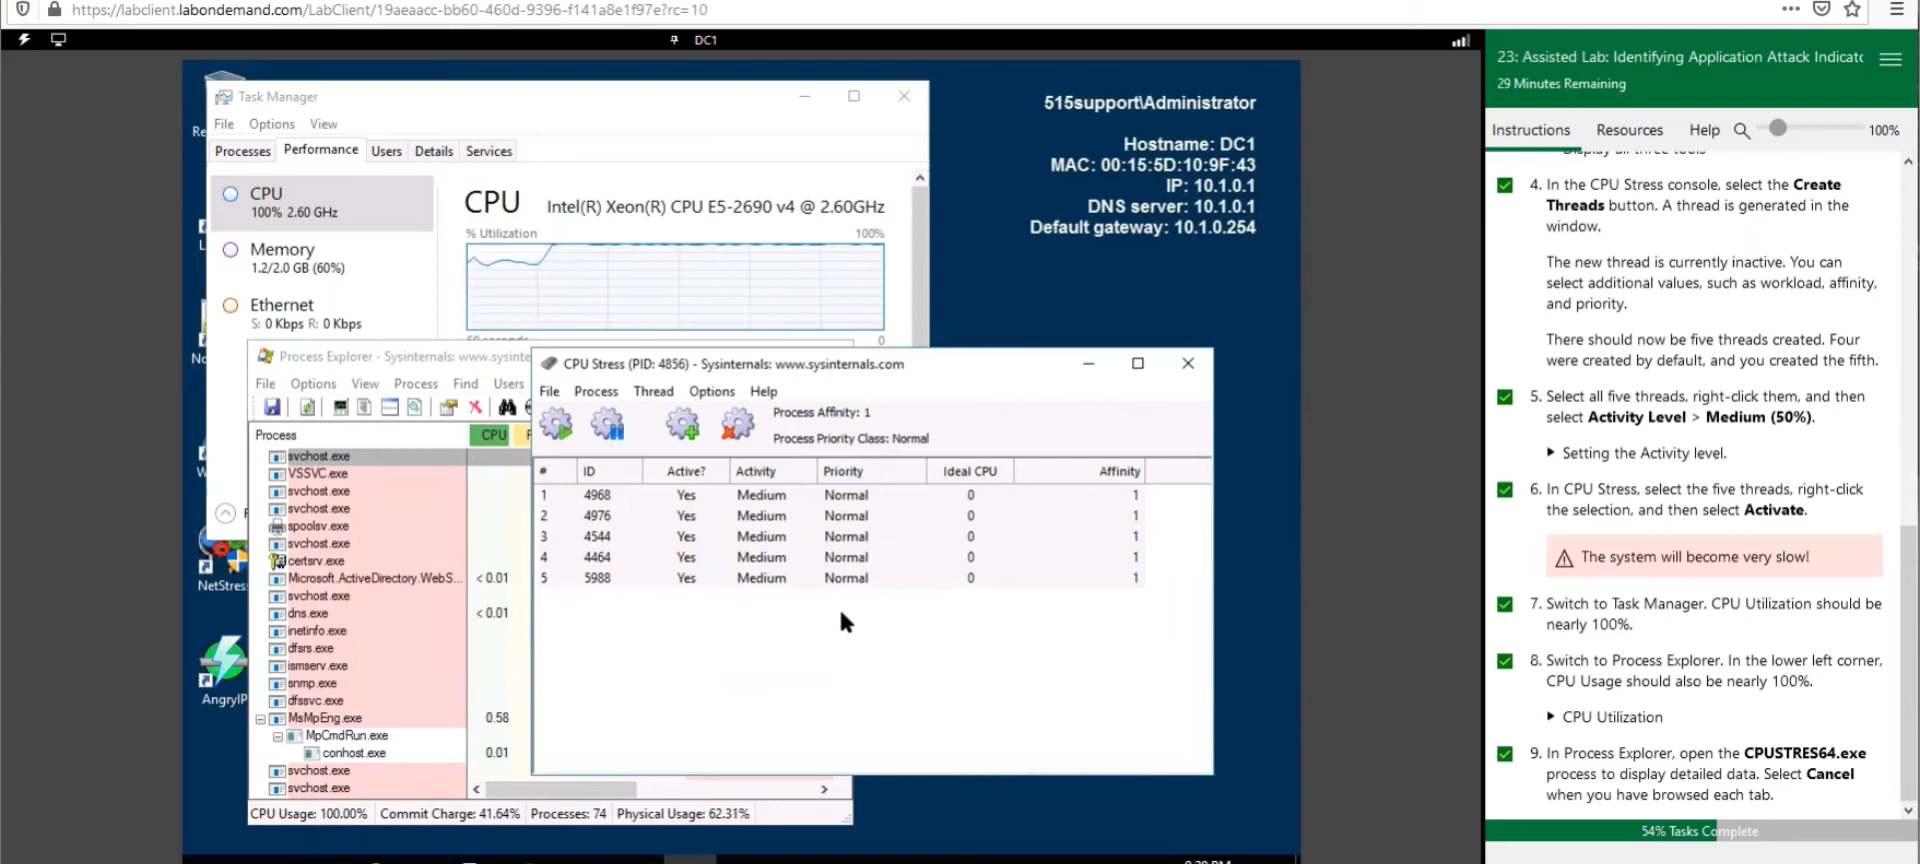 https://labclient.labondemand.com/LabClient/19aeaacc-bb60-460d-9396-f141a8e1f97e?rc=10
DC1
Task Manager
File Options View
Processes Performance Users Details Services
CPU
100% 2.60 GHz
Memory
1.2/2.0 GB (60%)
Ethernet
S: 0 Kbps R: 0 Kbps
CPU Intel(R) Xeon(R) CPU E5-2690 v4 @ 2.60GHz
% Utilization 100%
60 seconds 0
515support\Administrator
Hostname: DC1
MAC: 00:15:5D:10:9F:43
IP: 10.1.0.1
DNS server: 10.1.0.1
Default gateway: 10.1.0.254
NetStres
AngryIP
Process Explorer - Sysinternals: www.sysinte
File Options View Process Find Users
Process CPU
svchost.exe
VSSVC.exe
svchost.exe
svchost.exe
spoolsv.exe
svchost.exe
certsrv.exe
Microsoft.ActiveDirectory.WebS... < 0.01
svchost.exe
dns.exe < 0.01
inetinfo.exe
dfsrs.exe
ismserv.exe
snmp.exe
dfssvc.exe
MsMpEng.exe 0.58
MpCmdRun.exe
conhost.exe 0.01
svchost.exe
svchost.exe
CPU Usage: 100.00% Commit Charge: 41.64% Processes: 74 Physical Usage: 62.31%
CPU Stress (PID: 4856) - Sysinternals: www.sysinternals.com
File Process Thread Options Help
Process Affinity: 1
Process Priority Class: Normal
# ID Active? Activity Priority Ideal CPU Affinity
1 4968 Yes Medium Normal 0 1
2 4976 Yes Medium Normal 0 1
3 4544 Yes Medium Normal 0 1
4 4464 Yes Medium Normal 0 1
5 5988 Yes Medium Normal 0 1
23: Assisted Lab: Identifying Application Attack Indicato
29 Minutes Remaining
Instructions Resources Help 100%
Display all three tools
4. In the CPU Stress console, select the Create
Threads button. A thread is generated in the
window.
The new thread is currently inactive. You can
select additional values, such as workload, affinity,
and priority.
There should now be five threads created. Four
were created by default, and you created the fifth.
5. Select all five threads, right-click them, and then
select Activity Level > Medium (50%).
Setting the Activity level.
6. In CPU Stress, select the five threads, right-click
the selection, and then select Activate.
The system will become very slow!
7. Switch to Task Manager. CPU Utilization should be
nearly 100%.
8. Switch to Process Explorer. In the lower left corner,
CPU Usage should also be nearly 100%.
CPU Utilization
9. In Process Explorer, open the CPUSTRES64.exe
process to display detailed data. Select Cancel
when you have browsed each tab.
54% Tasks Complete